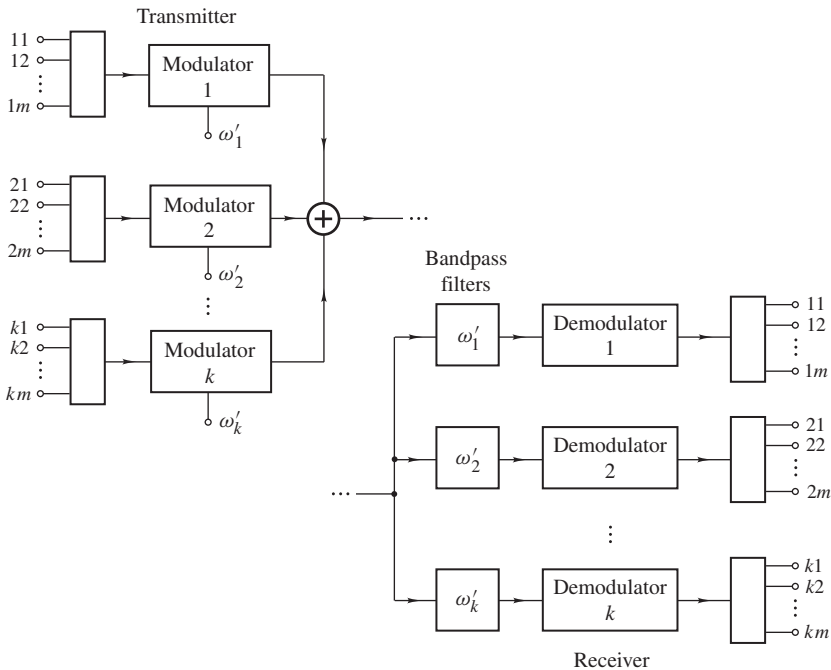 Transmitter
11
12
⋮
1m
Modulator
1
ω′1
21
22
⋮
2m
Modulator
2
ω′2
+
...
⋮
k1
k2
⋮
km
Modulator
k
ω′k
Bandpass
filters
ω′1
Demodulator
1
11
12
⋮
1m
ω′2
Demodulator
2
21
22
⋮
2m
...
⋮
ω′k
Demodulator
k
k1
k2
⋮
km
Receiver